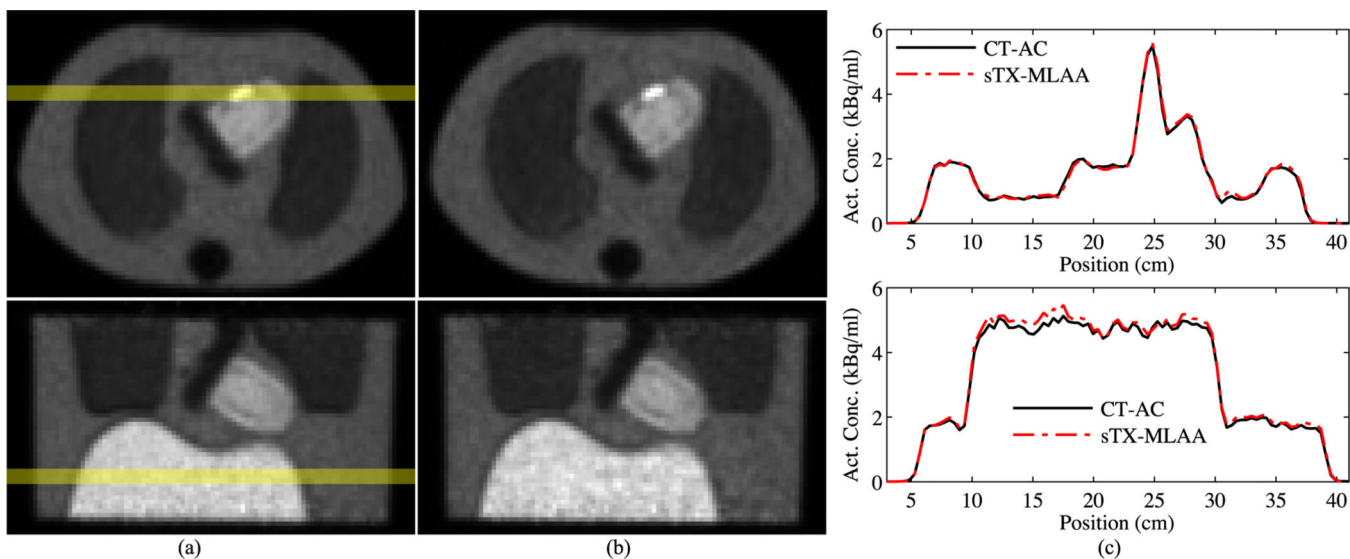 6
4
2
0
Act. Conc. (kBq/ml)
CT-AC
sTX-MLAA
5 10 15 20 25 30 35 40
Position (cm)
6
4
2
0
Act. Conc. (kBq/ml)
CT-AC
sTX-MLAA
5 10 15 20 25 30 35 40
Position (cm)
(a) (b) (c)